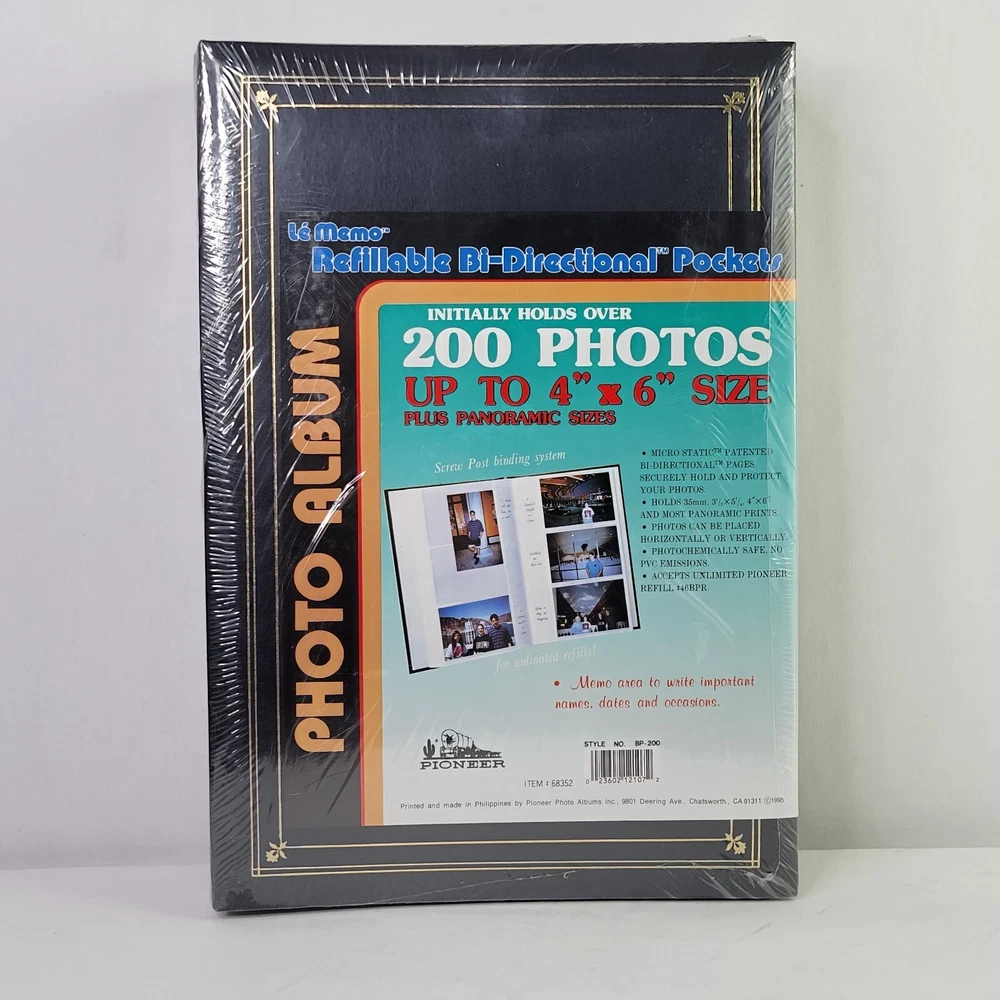 Lé Memo™
Refillable Bi-Directional™ Pockets
PHOTO ALBUM
INITIALLY HOLDS OVER
200 PHOTOS
UP TO 4" x 6" SIZE
PLUS PANORAMIC SIZES
Screw Post binding system
• MICRO STATIC™ PATENTED
BI-DIRECTIONAL™ PAGES
SECURELY HOLD AND PROTECT
YOUR PHOTOS.
• HOLDS 35mm, 3½×5¼, 4"×6"
AND MOST PANORAMIC PRINTS.
• PHOTOS CAN BE PLACED
HORIZONTALLY OR VERTICALLY.
• PHOTOCHEMICALLY SAFE. NO
PVC EMISSIONS.
• ACCEPTS UNLIMITED PIONEER
REFILL #46BPR.
for unlimited refills!
• Memo area to write important
names, dates and occasions.
PIONEER
STYLE NO. BP-200
ITEM # 68352
0 23602 12107 2
Printed and made in Philippines by Pioneer Photo Albums Inc., 9801 Deering Ave., Chatsworth, CA 91311 ©1995